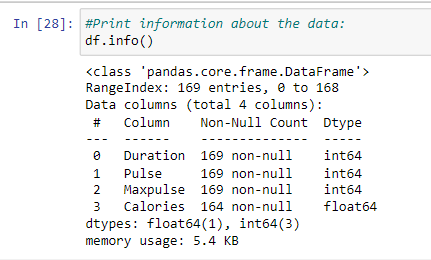 In [28]: #Print information about the data:
df.info()
<class 'pandas.core.frame.DataFrame'>
RangeIndex: 169 entries, 0 to 168
Data columns (total 4 columns):
 #   Column    Non-Null Count  Dtype
---  ------    --------------  -----
 0   Duration  169 non-null    int64
 1   Pulse     169 non-null    int64
 2   Maxpulse  169 non-null    int64
 3   Calories  164 non-null    float64
dtypes: float64(1), int64(3)
memory usage: 5.4 KB